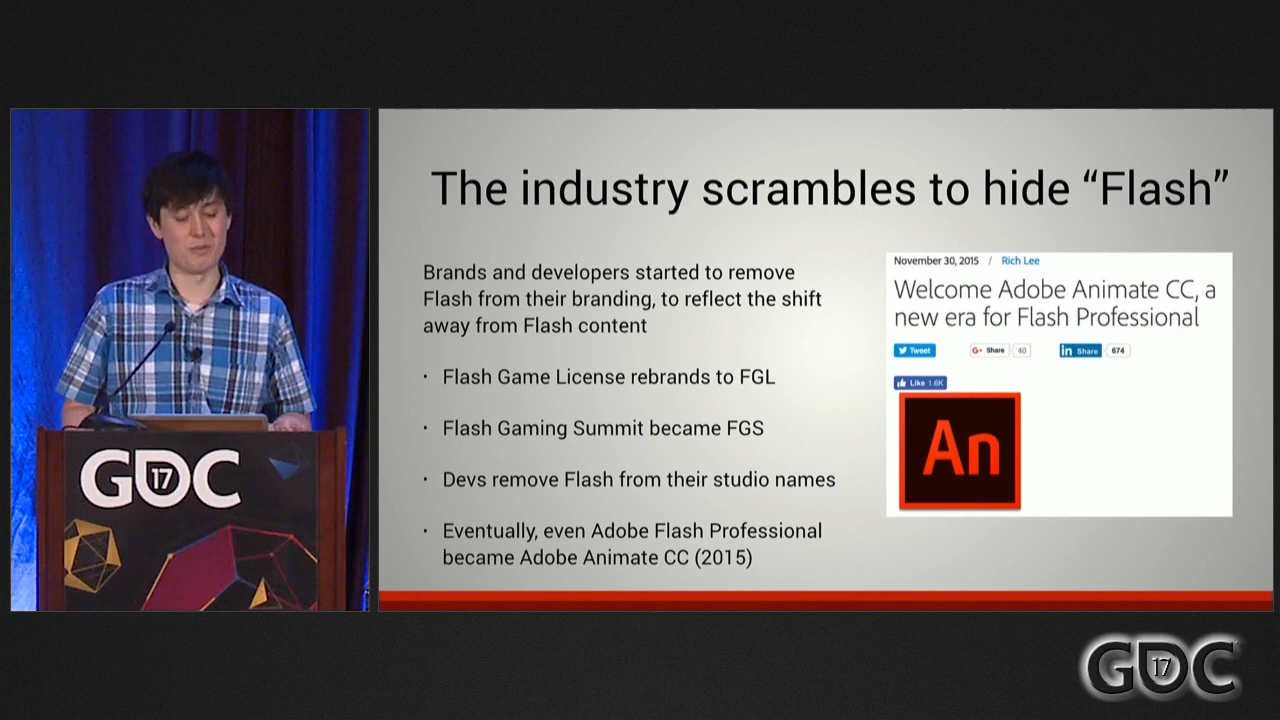 The industry scrambles to hide “Flash”
Brands and developers started to remove
Flash from their branding, to reflect the shift
away from Flash content
· Flash Game License rebrands to FGL
· Flash Gaming Summit became FGS
· Devs remove Flash from their studio names
· Eventually, even Adobe Flash Professional
became Adobe Animate CC (2015)
November 30, 2015 / Rich Lee
Welcome Adobe Animate CC, a
new era for Flash Professional
Tweet G+ Share 40 in Share 674
Like 1.6K
An
GDC 17
GDC 17